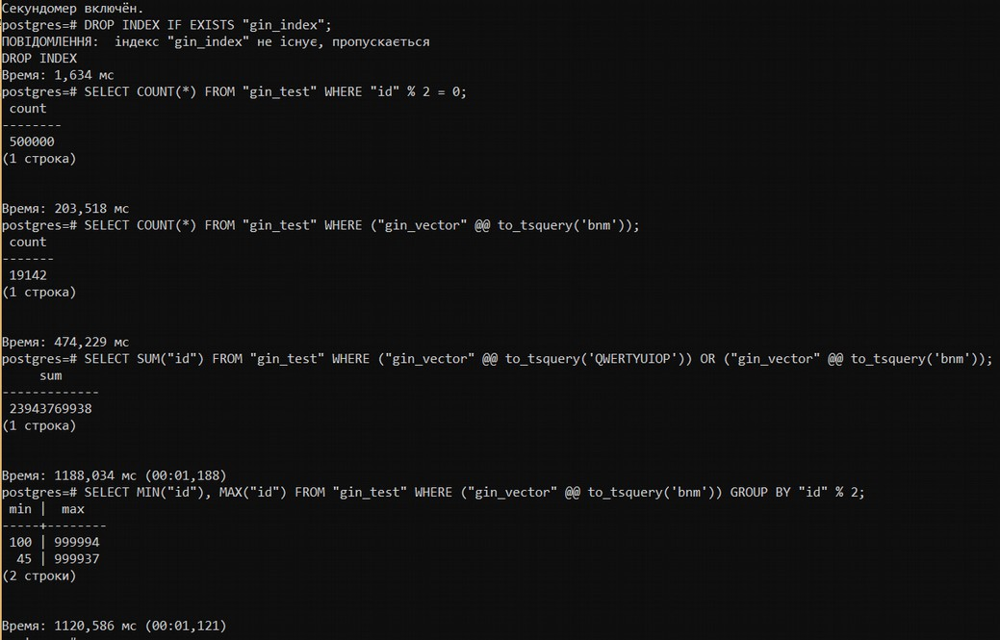 Секундомер включён.
postgres=# DROP INDEX IF EXISTS "gin_index";
ПОВІДОМЛЕННЯ:  індекс "gin_index" не існує, пропускається
DROP INDEX
Время: 1,634 мс
postgres=# SELECT COUNT(*) FROM "gin_test" WHERE "id" % 2 = 0;
 count
--------
 500000
(1 строка)
Время: 203,518 мс
postgres=# SELECT COUNT(*) FROM "gin_test" WHERE ("gin_vector" @@ to_tsquery('bnm'));
 count
-------
 19142
(1 строка)
Время: 474,229 мс
postgres=# SELECT SUM("id") FROM "gin_test" WHERE ("gin_vector" @@ to_tsquery('QWERTYUIOP')) OR ("gin_vector" @@ to_tsquery('bnm'));
     sum
-------------
 23943769938
(1 строка)
Время: 1188,034 мс (00:01,188)
postgres=# SELECT MIN("id"), MAX("id") FROM "gin_test" WHERE ("gin_vector" @@ to_tsquery('bnm')) GROUP BY "id" % 2;
 min |  max
-----+--------
 100 | 999994
  45 | 999937
(2 строки)
Время: 1120,586 мс (00:01,121)